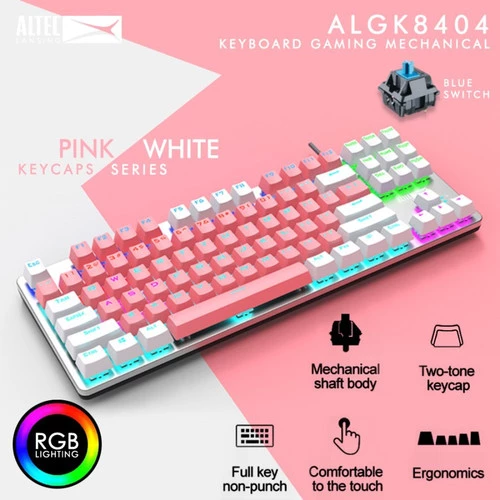 ALTEC
LANSING
ALGK8404
KEYBOARD GAMING MECHANICAL
BLUE
SWITCH
PINK WHITE
KEYCAPS SERIES
Mechanical
shaft body
Two-tone
keycap
RGB
LIGHTING
Full key
non-punch
Comfortable
to the touch
Ergonomics